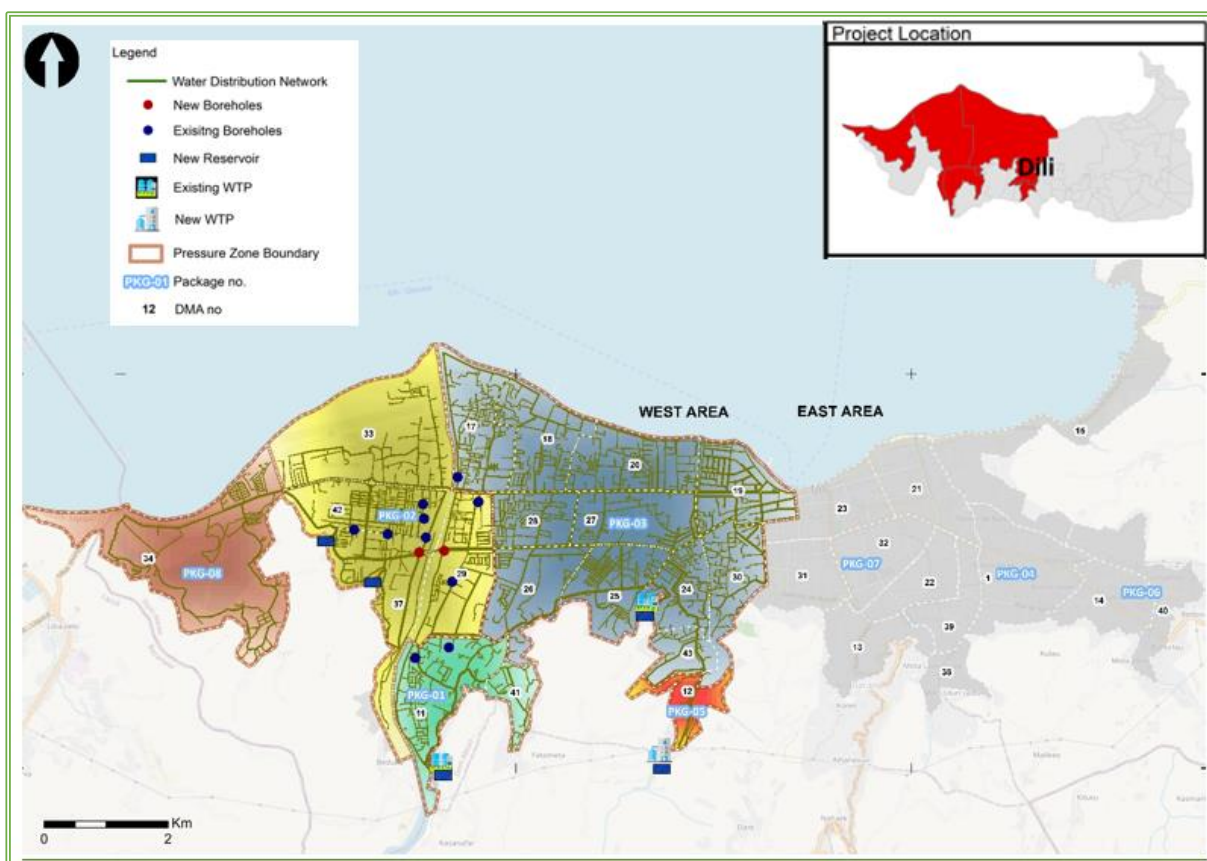 Project Location
Dili
Legend
Water Distribution Network
New Boreholes
Exisitng Boreholes
New Reservoir
Existing WTP
New WTP
Pressure Zone Boundary
PKG-01 Package no.
12 DMA no
WEST AREA EAST AREA
16
33
17
18
20
19
21
23
42
PKG-02
28
27
PKG-03
32
34
PKG-08
29
26
25
24
30
31
PKG-07
22
1
PKG-04
14
PKG-06
40
37
39
13
38
43
PKG-01
41
11
12
PKG-05
Km
0 2